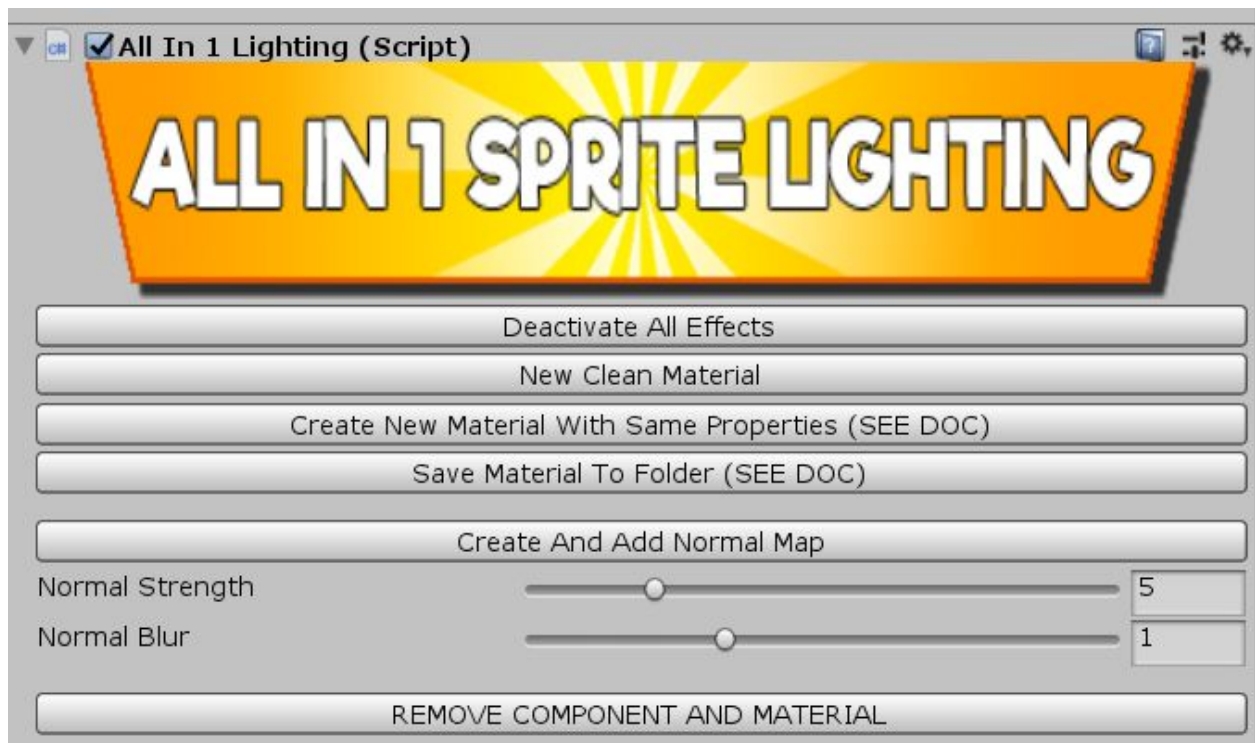 All In 1 Lighting (Script)
ALL IN 1 SPRITE LIGHTING
Deactivate All Effects
New Clean Material
Create New Material With Same Properties (SEE DOC)
Save Material To Folder (SEE DOC)
Create And Add Normal Map
Normal Strength 5
Normal Blur 1
REMOVE COMPONENT AND MATERIAL